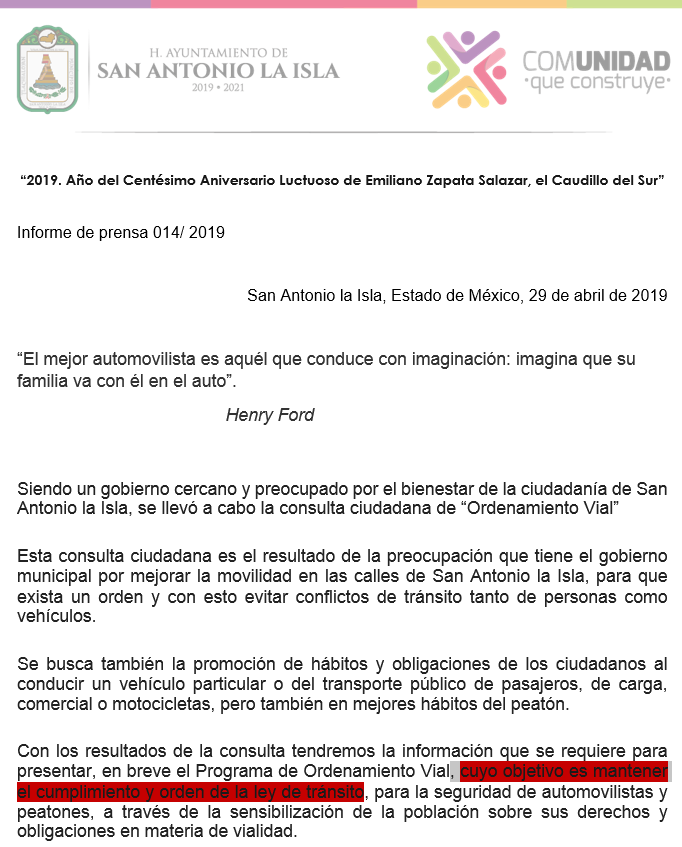 H. AYUNTAMIENTO DE
SAN ANTONIO LA ISLA
2019 • 2021
COMUNIDAD
·que construye·
“2019. Año del Centésimo Aniversario Luctuoso de Emiliano Zapata Salazar, el Caudillo del Sur”
Informe de prensa 014/ 2019
San Antonio la Isla, Estado de México, 29 de abril de 2019
“El mejor automovilista es aquél que conduce con imaginación: imagina que su
familia va con él en el auto”.
Henry Ford
Siendo un gobierno cercano y preocupado por el bienestar de la ciudadanía de San
Antonio la Isla, se llevó a cabo la consulta ciudadana de “Ordenamiento Vial”
Esta consulta ciudadana es el resultado de la preocupación que tiene el gobierno
municipal por mejorar la movilidad en las calles de San Antonio la Isla, para que
exista un orden y con esto evitar conflictos de tránsito tanto de personas como
vehículos.
Se busca también la promoción de hábitos y obligaciones de los ciudadanos al
conducir un vehículo particular o del transporte público de pasajeros, de carga,
comercial o motocicletas, pero también en mejores hábitos del peatón.
Con los resultados de la consulta tendremos la información que se requiere para
presentar, en breve el Programa de Ordenamiento Vial, cuyo objetivo es mantener
el cumplimiento y orden de la ley de tránsito, para la seguridad de automovilistas y
peatones, a través de la sensibilización de la población sobre sus derechos y
obligaciones en materia de vialidad.